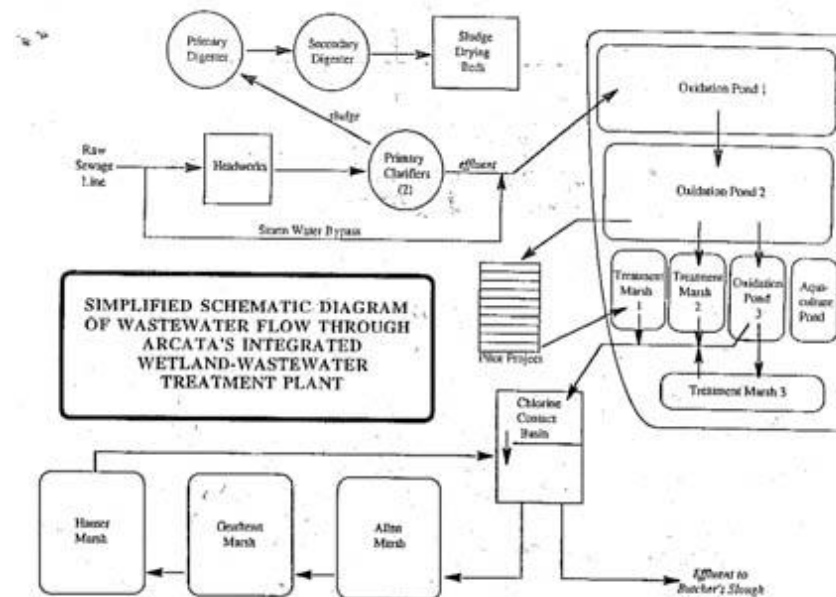 Primary
Digester
Secondary
Digester
Sludge
Drying
Beds
Oxidation Pond 1
sludge
Raw
Sewage
Line
Headworks
Primary
Clarifiers
(2)
effluent
Oxidation Pond 2
Storm Water Bypass
Treatment
Marsh
1
Treatment
Marsh
2
Oxidation
Pond
3
Aqua-
culture
Pond
SIMPLIFIED SCHEMATIC DIAGRAM
OF WASTEWATER FLOW THROUGH
ARCATA'S INTEGRATED
WETLAND-WASTEWATER
TREATMENT PLANT
Pilot Projects
Treatment Marsh 3
Chlorine
Contact
Basin
Hauser
Marsh
Gearheart
Marsh
Allen
Marsh
Effluent to
Butcher's Slough